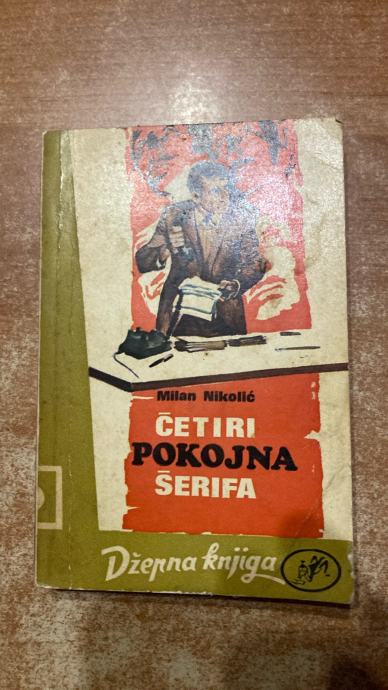 Milan Nikolić
ČETIRI
POKOJNA
ŠERIFA
Džepna knjiga